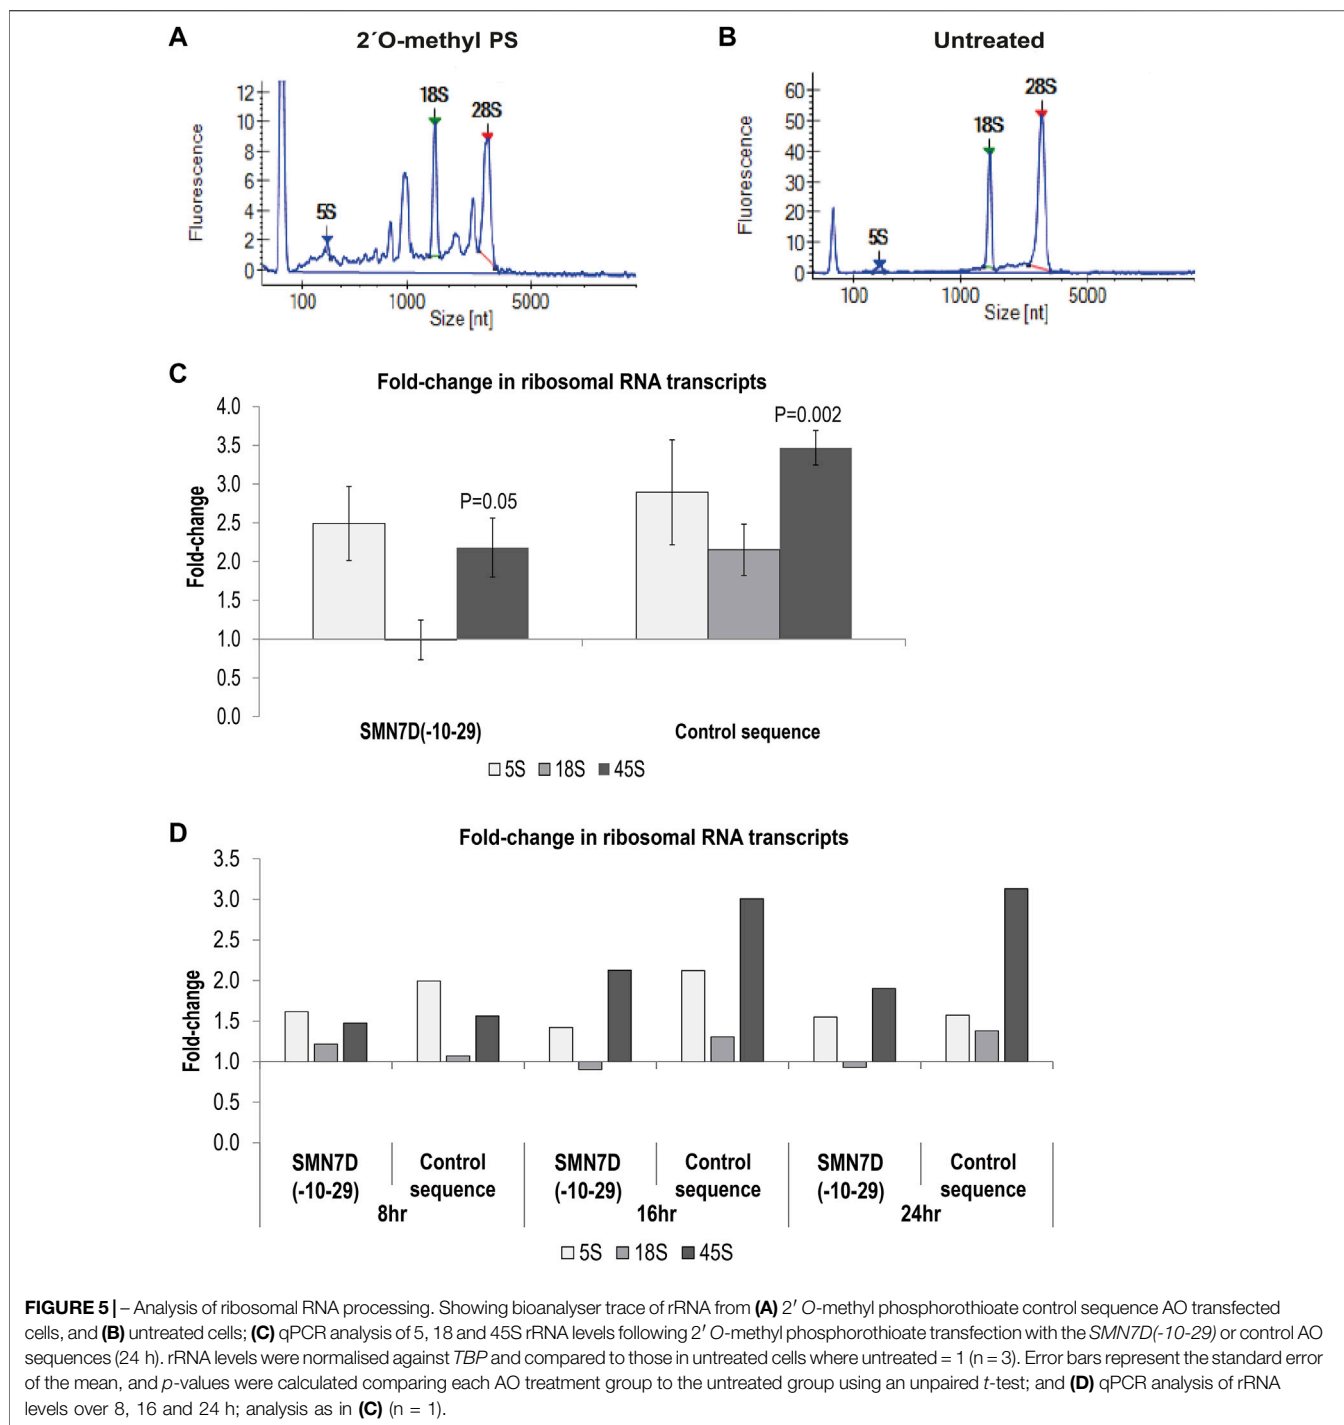 A 2´O-methyl PS
B Untreated
12
10
8
6
4
2
0
Fluorescence
5S
18S
28S
100 1000 5000
Size [nt]
60
50
40
30
20
10
0
Fluorescence
5S
18S
28S
100 1000 5000
Size [nt]
C Fold-change in ribosomal RNA transcripts
4.0
3.5
3.0
2.5
2.0
1.5
1.0
0.5
0.0
Fold-change
P=0.05
P=0.002
SMN7D(-10-29) Control sequence
5S 18S 45S
D Fold-change in ribosomal RNA transcripts
3.5
3.0
2.5
2.0
1.5
1.0
0.5
0.0
Fold-change
SMN7D Control SMN7D Control SMN7D Control
(-10-29) sequence (-10-29) sequence (-10-29) sequence
8hr 16hr 24hr
5S 18S 45S
FIGURE 5 | – Analysis of ribosomal RNA processing. Showing bioanalyser trace of rRNA from (A) 2′ O-methyl phosphorothioate control sequence AO transfected
cells, and (B) untreated cells; (C) qPCR analysis of 5, 18 and 45S rRNA levels following 2′ O-methyl phosphorothioate transfection with the SMN7D(-10-29) or control AO
sequences (24 h). rRNA levels were normalised against TBP and compared to those in untreated cells where untreated = 1 (n = 3). Error bars represent the standard error
of the mean, and p-values were calculated comparing each AO treatment group to the untreated group using an unpaired t-test; and (D) qPCR analysis of rRNA
levels over 8, 16 and 24 h; analysis as in (C) (n = 1).